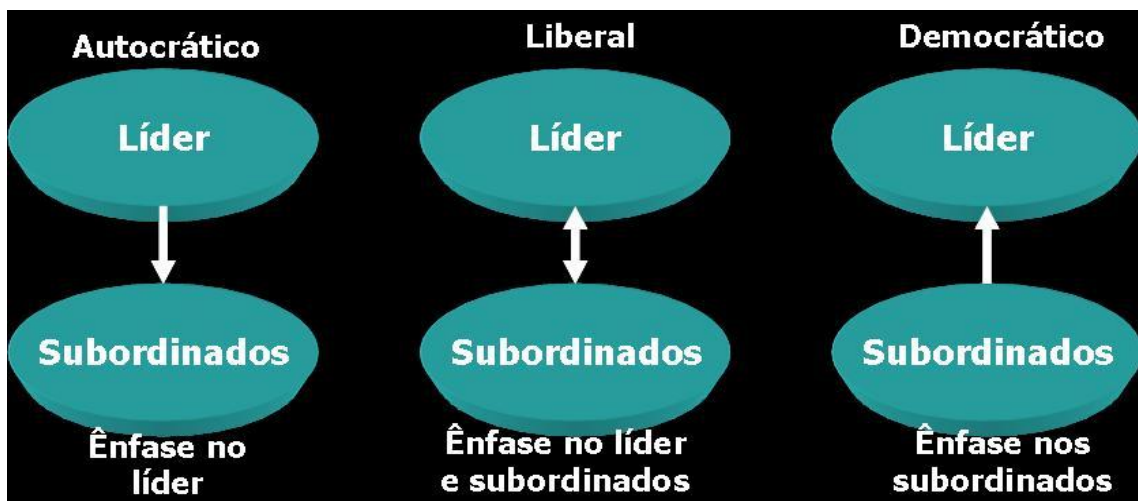 Autocrático
Líder
Subordinados
Ênfase no
líder
Liberal
Líder
Subordinados
Ênfase no líder
e subordinados
Democrático
Líder
Subordinados
Ênfase nos
subordinados